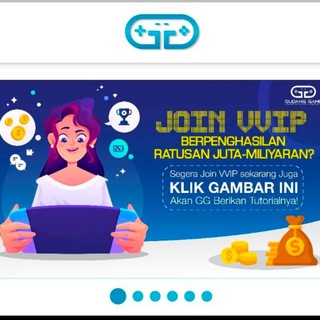 GUDANG GAME
JOIN VVIP
BERPENGHASILAN
RATUSAN JUTA-MILIYARAN?
Segera Join VVIP sekarang Juga
KLIK GAMBAR INI
Akan GG Berikan Tutorialnya!